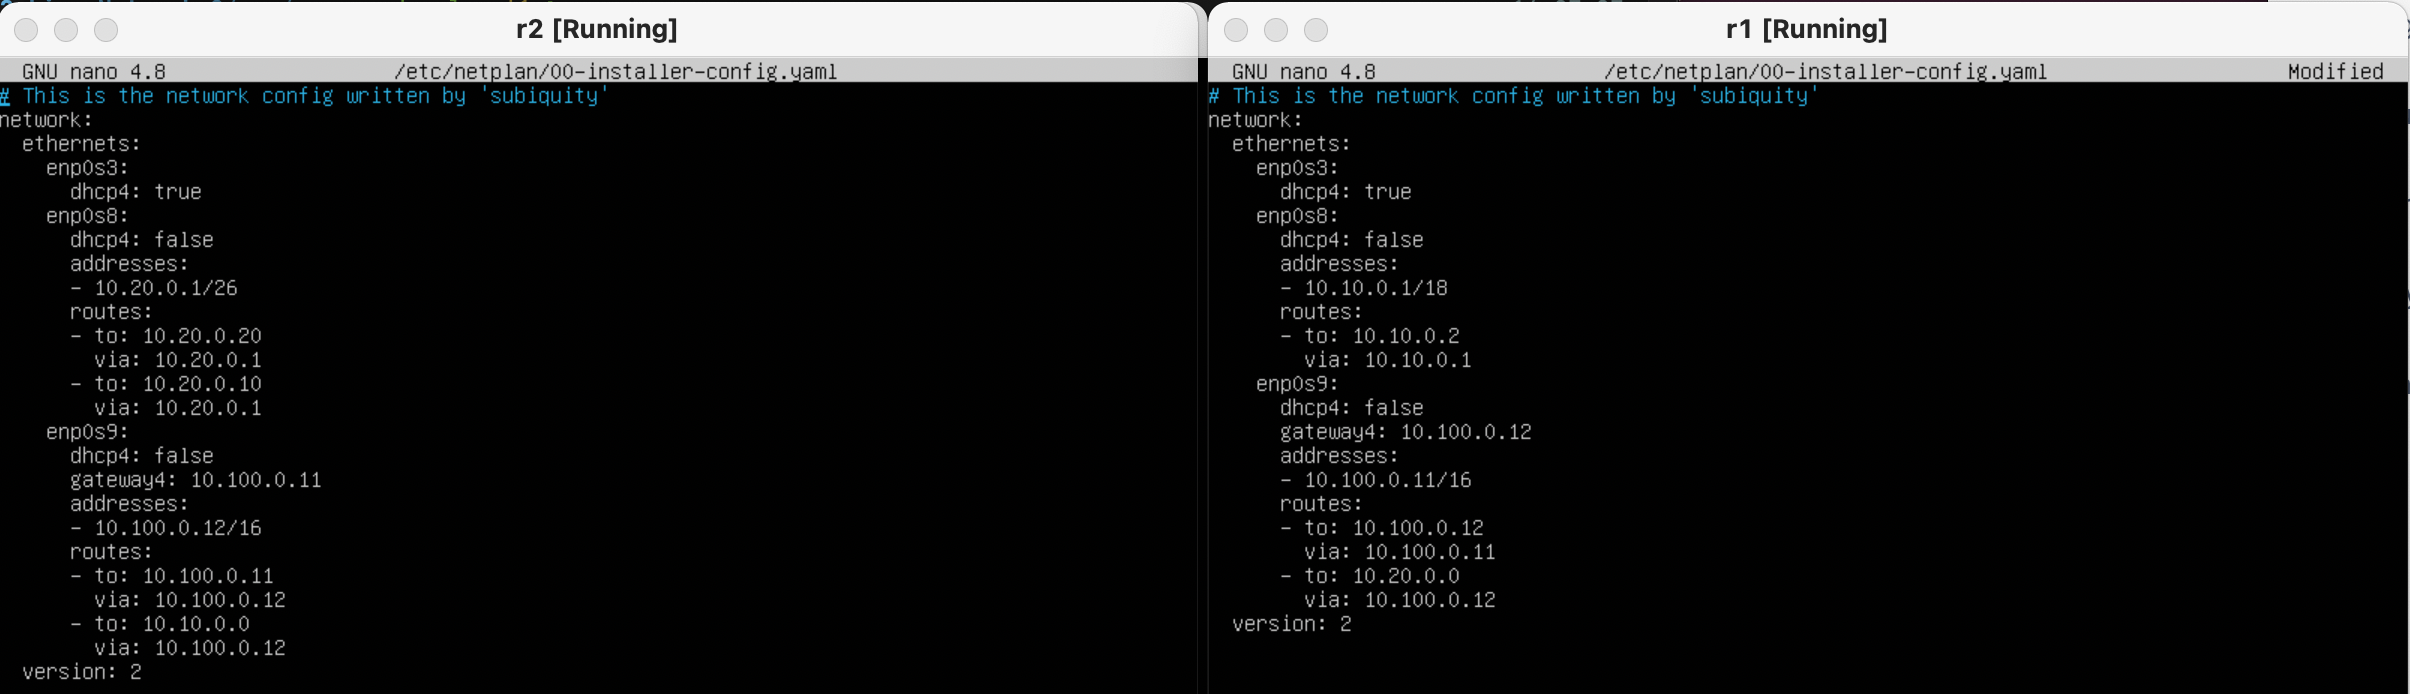 r2 [Running]
GNU nano 4.8 /etc/netplan/00-installer-config.yaml
# This is the network config written by 'subiquity'
network:
  ethernets:
    enp0s3:
      dhcp4: true
    enp0s8:
      dhcp4: false
      addresses:
      - 10.20.0.1/26
      routes:
      - to: 10.20.0.20
        via: 10.20.0.1
      - to: 10.20.0.10
        via: 10.20.0.1
    enp0s9:
      dhcp4: false
      gateway4: 10.100.0.11
      addresses:
      - 10.100.0.12/16
      routes:
      - to: 10.100.0.11
        via: 10.100.0.12
      - to: 10.10.0.0
        via: 10.100.0.12
  version: 2
r1 [Running]
GNU nano 4.8 /etc/netplan/00-installer-config.yaml Modified
# This is the network config written by 'subiquity'
network:
  ethernets:
    enp0s3:
      dhcp4: true
    enp0s8:
      dhcp4: false
      addresses:
      - 10.10.0.1/18
      routes:
      - to: 10.10.0.2
        via: 10.10.0.1
    enp0s9:
      dhcp4: false
      gateway4: 10.100.0.12
      addresses:
      - 10.100.0.11/16
      routes:
      - to: 10.100.0.12
        via: 10.100.0.11
      - to: 10.20.0.0
        via: 10.100.0.12
  version: 2